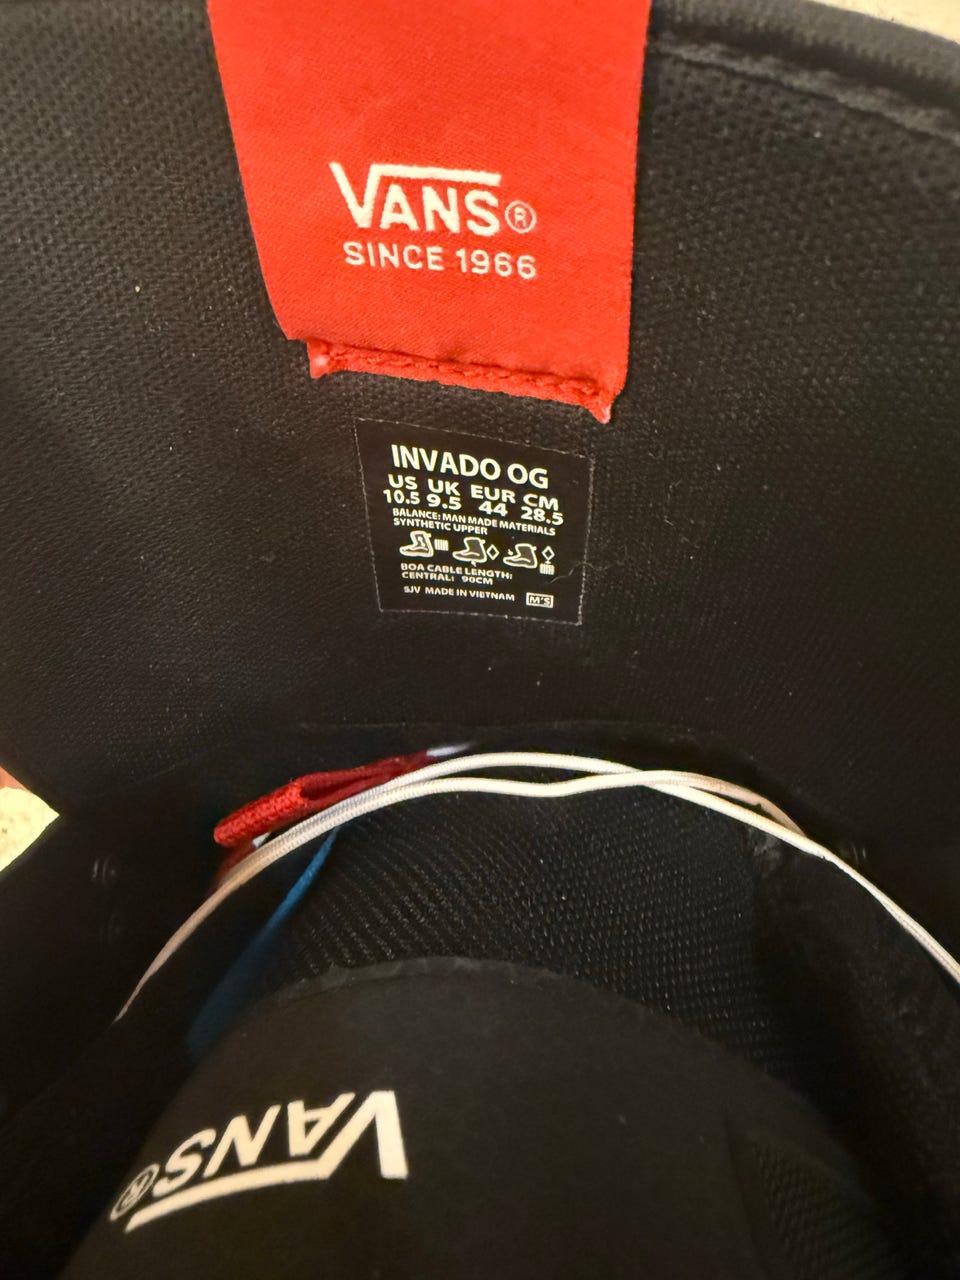 VANS®
SINCE 1966
INVADO OG
US UK EUR CM
10.5 9.5 44 28.5
BALANCE: MAN MADE MATERIALS
SYNTHETIC UPPER
BOA CABLE LENGTH:
CENTRAL: 90CM
SJV MADE IN VIETNAM M'S
VANS®